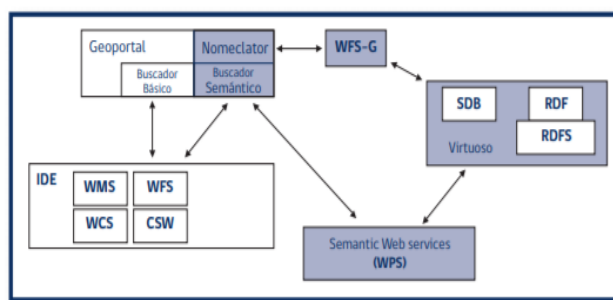 Geoportal
Nomeclator
Buscador
Básico
Buscador
Semántico
WFS-G
SDB
RDF
RDFS
Virtuoso
IDE
WMS
WFS
WCS
CSW
Semantic Web services
(WPS)